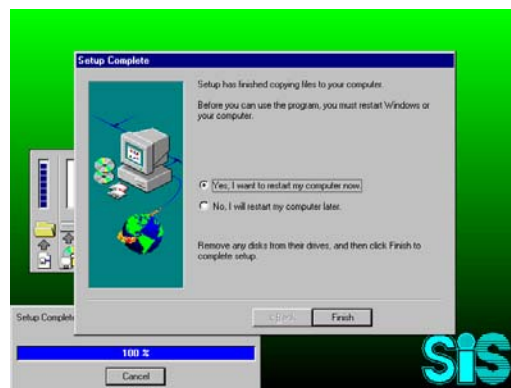 Setup Complete
Setup has finished copying files to your computer.
Before you can use the program, you must restart Windows or
your computer.
Yes, I want to restart my computer now.
No, I will restart my computer later.
Remove any disks from their drives, and then click Finish to
complete setup.
< Back
Finish
Setup Complete
100 %
Cancel
SiS